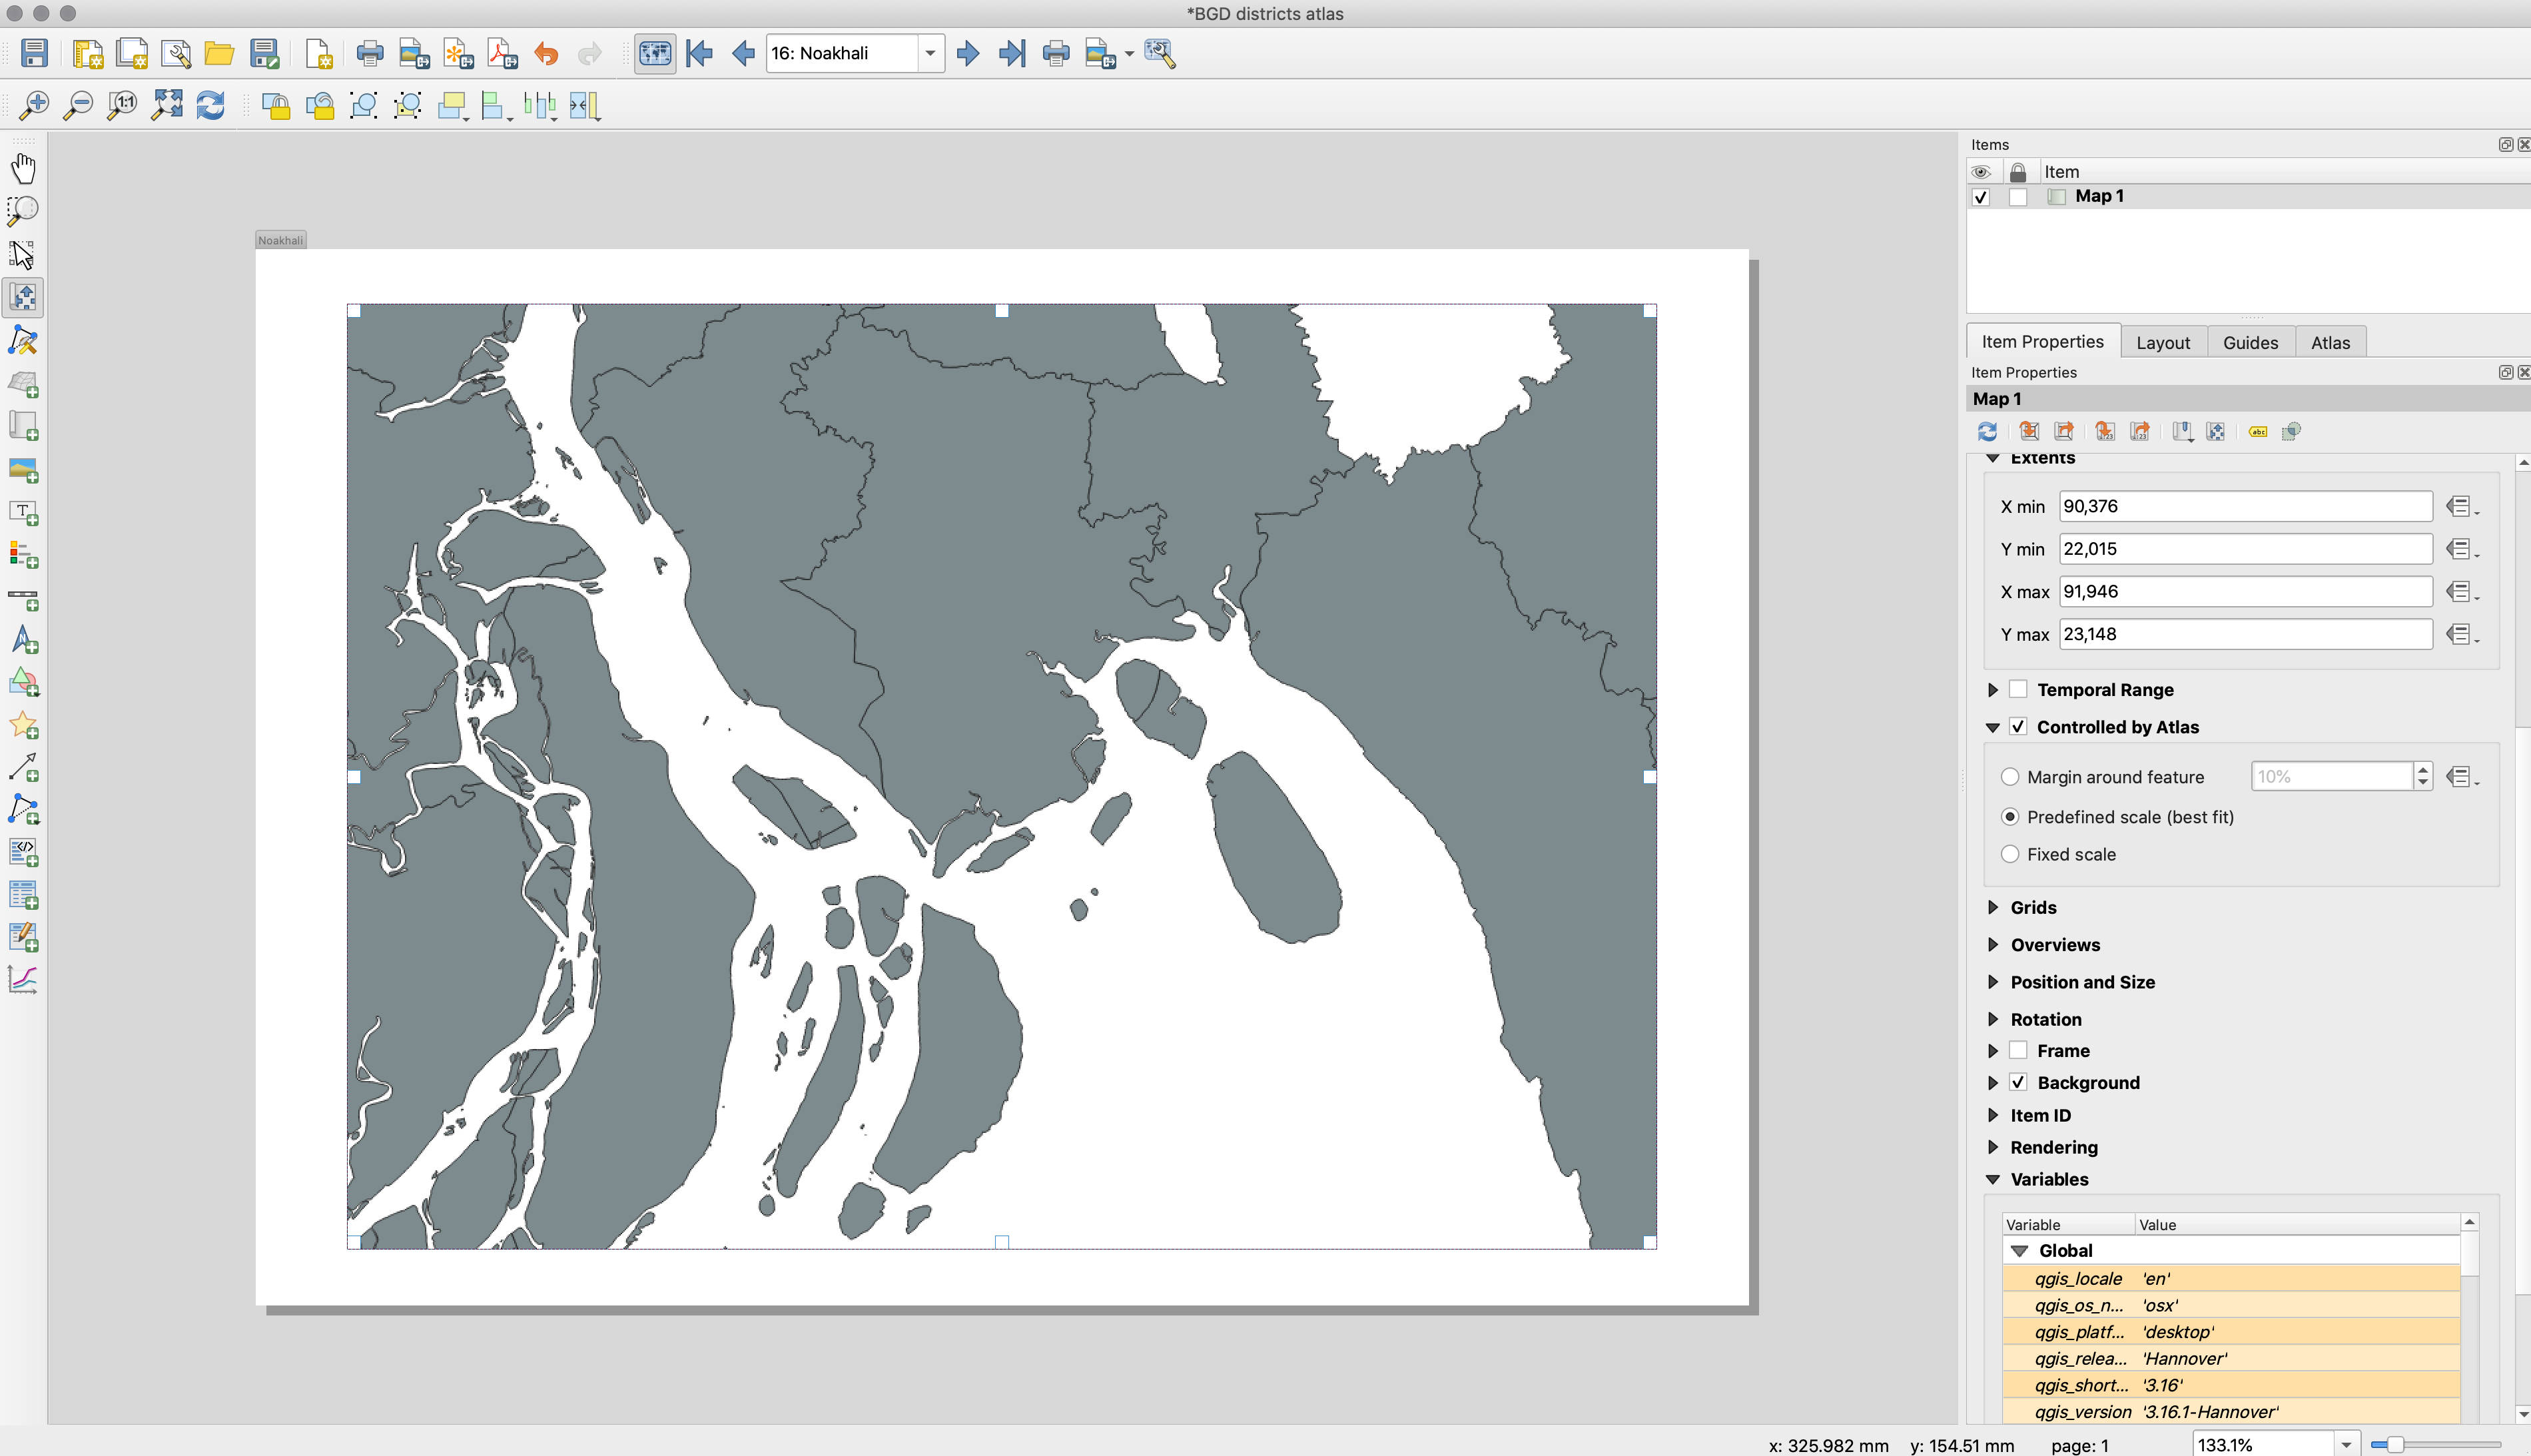 *BGD districts atlas
16: Noakhali
1:1
Noakhali
T
Items
Item
Map 1
Item Properties
Layout
Guides
Atlas
Item Properties
Map 1
abc
Extents
X min 90,376
Y min 22,015
X max 91,946
Y max 23,148
Temporal Range
Controlled by Atlas
Margin around feature 10%
Predefined scale (best fit)
Fixed scale
Grids
Overviews
Position and Size
Rotation
Frame
Background
Item ID
Rendering
Variables
Variable Value
Global
qgis_locale 'en'
qgis_os_n... 'osx'
qgis_platf... 'desktop'
qgis_relea... 'Hannover'
qgis_short... '3.16'
qgis_version '3.16.1-Hannover'
x: 325.982 mm y: 154.51 mm page: 1 133.1%